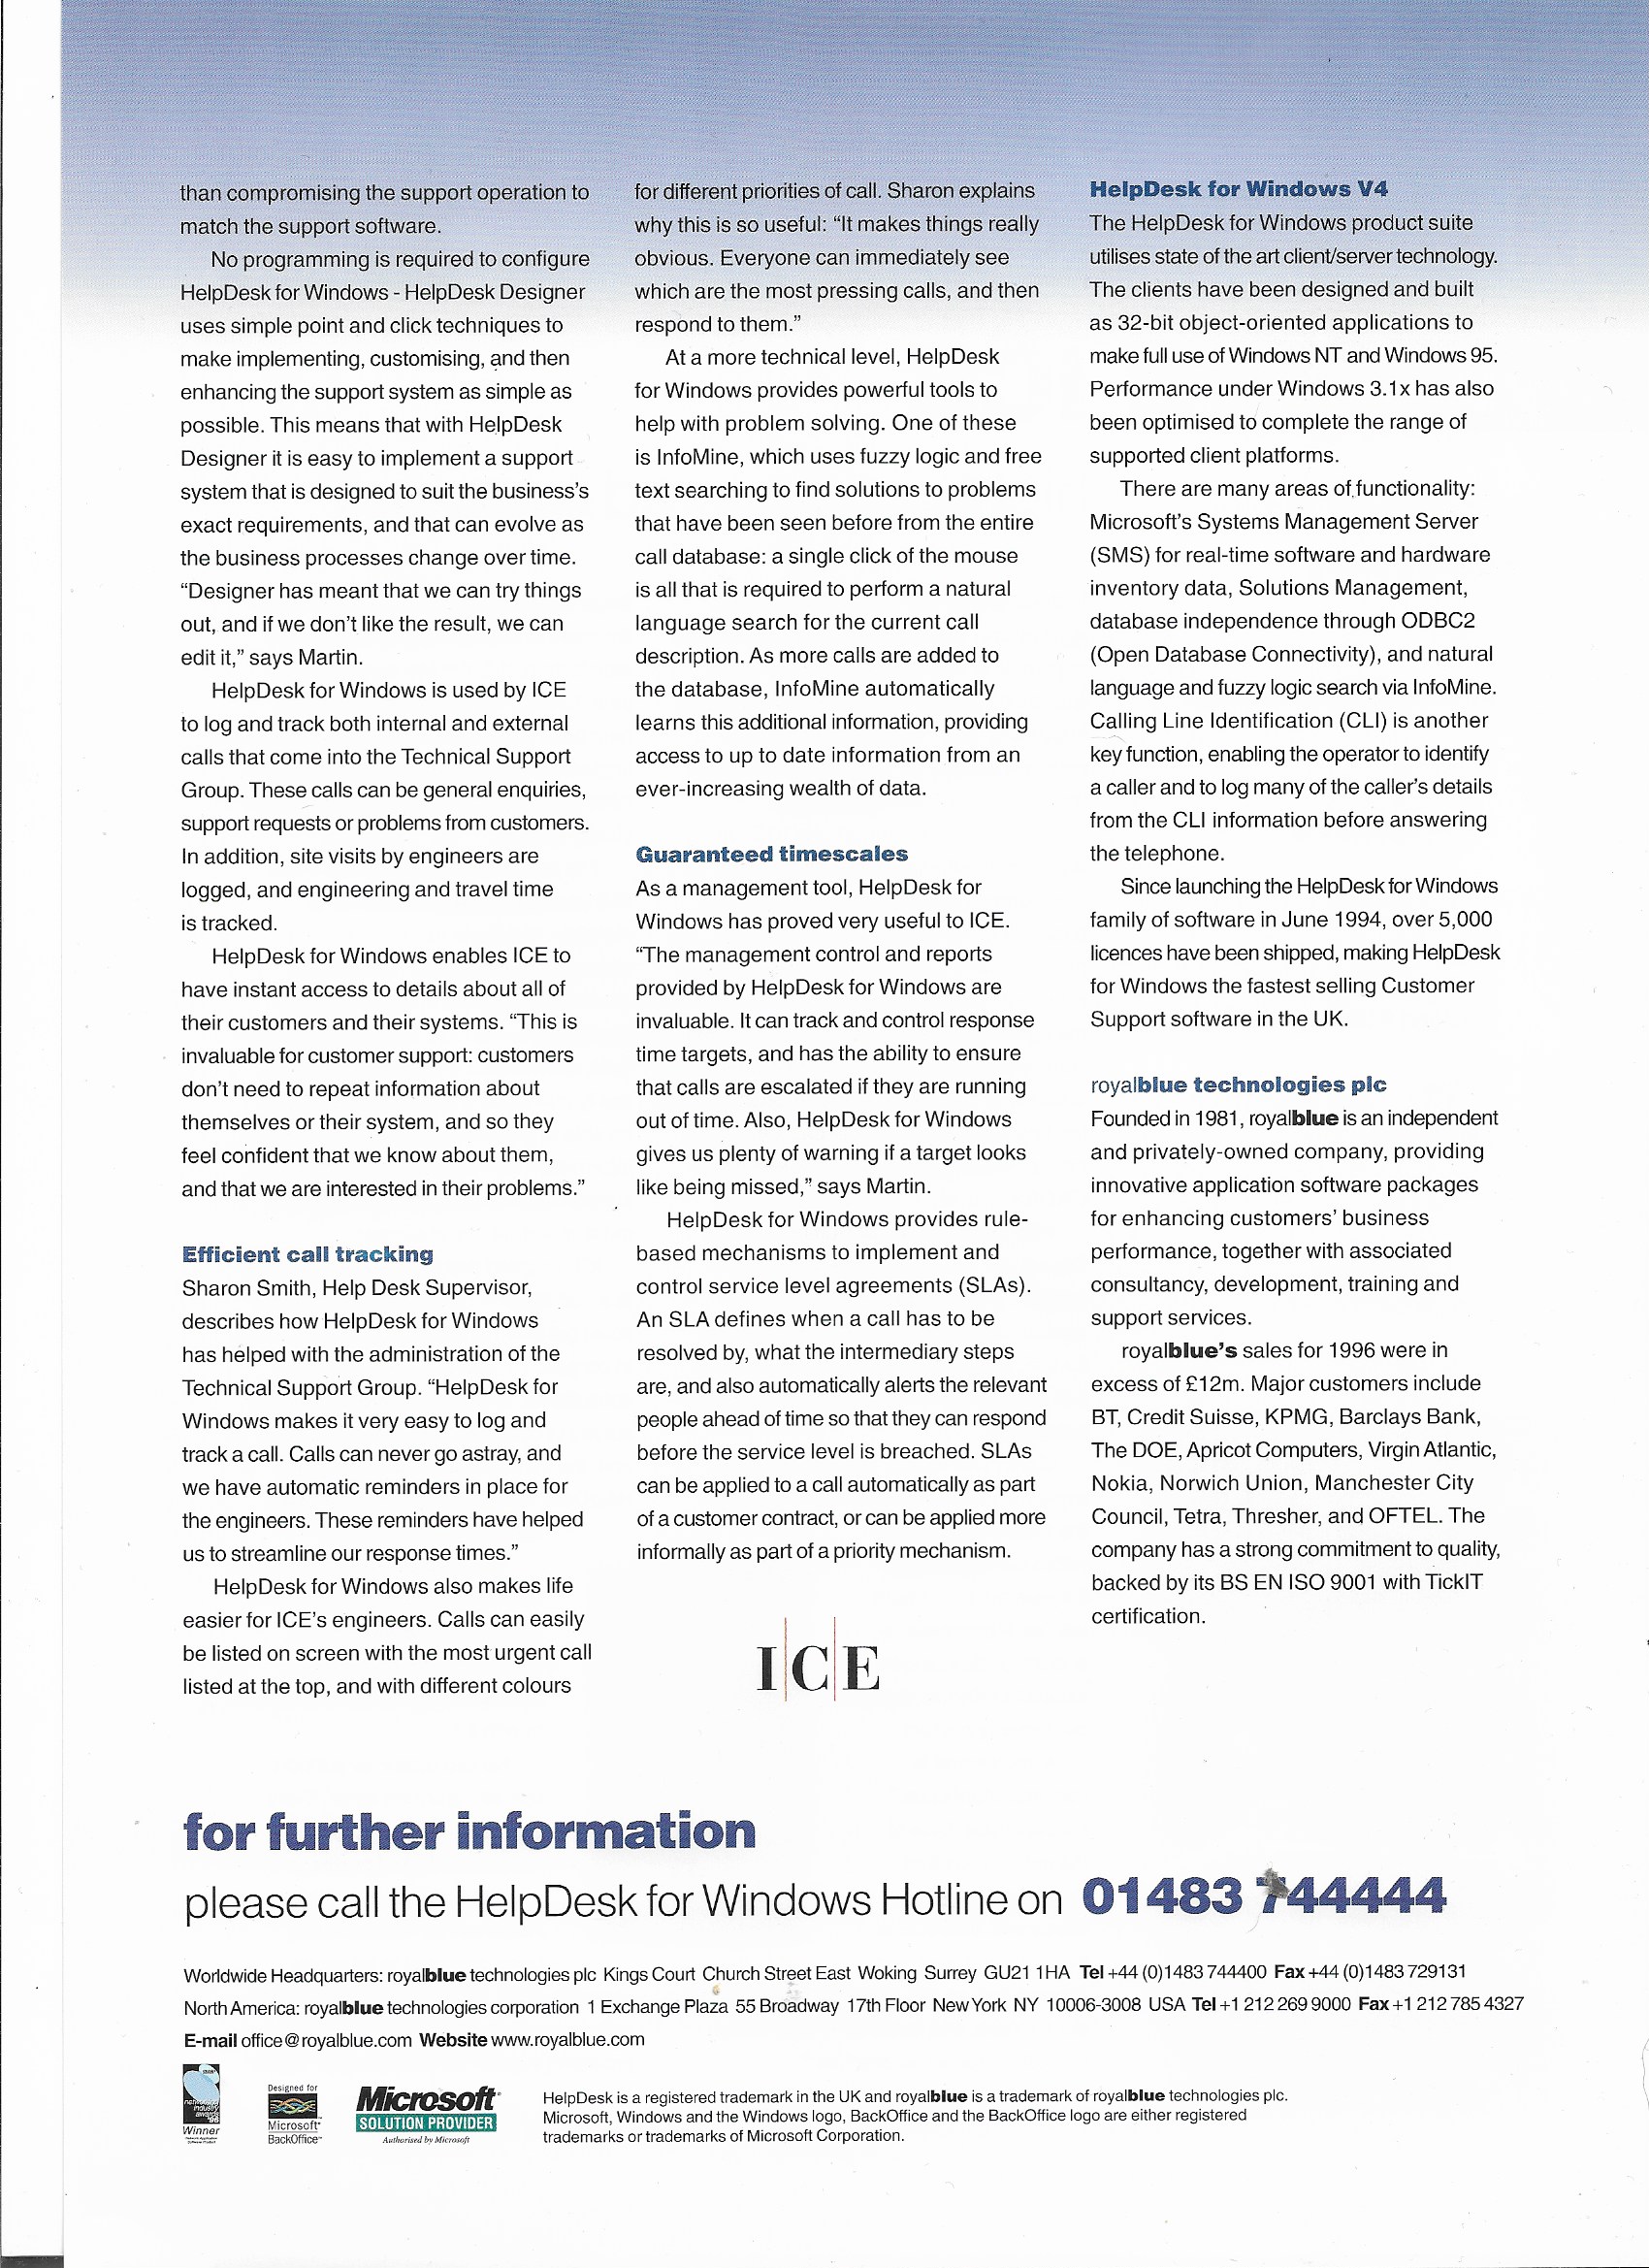 than compromising the support operation to
match the support software.
No programming is required to configure
HelpDesk for Windows - HelpDesk Designer
uses simple point and click techniques to
make implementing, customising, and then
enhancing the support system as simple as
possible. This means that with HelpDesk
Designer it is easy to implement a support
system that is designed to suit the business's
exact requirements, and that can evolve as
the business processes change over time.
“Designer has meant that we can try things
out, and if we don't like the result, we can
edit it,” says Martin.
HelpDesk for Windows is used by ICE
to log and track both internal and external
calls that come into the Technical Support
Group. These calls can be general enquiries,
support requests or problems from customers.
In addition, site visits by engineers are
logged, and engineering and travel time
is tracked.
HelpDesk for Windows enables ICE to
have instant access to details about all of
their customers and their systems. “This is
invaluable for customer support: customers
don't need to repeat information about
themselves or their system, and so they
feel confident that we know about them,
and that we are interested in their problems.”
Efficient call tracking
Sharon Smith, Help Desk Supervisor,
describes how HelpDesk for Windows
has helped with the administration of the
Technical Support Group. “HelpDesk for
Windows makes it very easy to log and
track a call. Calls can never go astray, and
we have automatic reminders in place for
the engineers. These reminders have helped
us to streamline our response times.”
HelpDesk for Windows also makes life
easier for ICE's engineers. Calls can easily
be listed on screen with the most urgent call
listed at the top, and with different colours
for different priorities of call. Sharon explains
why this is so useful: “It makes things really
obvious. Everyone can immediately see
which are the most pressing calls, and then
respond to them.”
At a more technical level, HelpDesk
for Windows provides powerful tools to
help with problem solving. One of these
is InfoMine, which uses fuzzy logic and free
text searching to find solutions to problems
that have been seen before from the entire
call database: a single click of the mouse
is all that is required to perform a natural
language search for the current call
description. As more calls are added to
the database, InfoMine automatically
learns this additional information, providing
access to up to date information from an
ever-increasing wealth of data.
Guaranteed timescales
As a management tool, HelpDesk for
Windows has proved very useful to ICE.
“The management control and reports
provided by HelpDesk for Windows are
invaluable. It can track and control response
time targets, and has the ability to ensure
that calls are escalated if they are running
out of time. Also, HelpDesk for Windows
gives us plenty of warning if a target looks
like being missed,” says Martin.
HelpDesk for Windows provides rule-
based mechanisms to implement and
control service level agreements (SLAs).
An SLA defines when a call has to be
resolved by, what the intermediary steps
are, and also automatically alerts the relevant
people ahead of time so that they can respond
before the service level is breached. SLAs
can be applied to a call automatically as part
of a customer contract, or can be applied more
informally as part of a priority mechanism.
ICE
HelpDesk for Windows V4
The HelpDesk for Windows product suite
utilises state of the art client/server technology.
The clients have been designed and built
as 32-bit object-oriented applications to
make full use of Windows NT and Windows 95.
Performance under Windows 3.1x has also
been optimised to complete the range of
supported client platforms.
There are many areas of functionality:
Microsoft's Systems Management Server
(SMS) for real-time software and hardware
inventory data, Solutions Management,
database independence through ODBC2
(Open Database Connectivity), and natural
language and fuzzy logic search via InfoMine.
Calling Line Identification (CLI) is another
key function, enabling the operator to identify
a caller and to log many of the caller's details
from the CLI information before answering
the telephone.
Since launching the HelpDesk for Windows
family of software in June 1994, over 5,000
licences have been shipped, making HelpDesk
for Windows the fastest selling Customer
Support software in the UK.
royalblue technologies plc
Founded in 1981, royalblue is an independent
and privately-owned company, providing
innovative application software packages
for enhancing customers' business
performance, together with associated
consultancy, development, training and
support services.
royalblue's sales for 1996 were in
excess of £12m. Major customers include
BT, Credit Suisse, KPMG, Barclays Bank,
The DOE, Apricot Computers, Virgin Atlantic,
Nokia, Norwich Union, Manchester City
Council, Tetra, Thresher, and OFTEL. The
company has a strong commitment to quality,
backed by its BS EN ISO 9001 with TickIT
certification.
for further information
please call the HelpDesk for Windows Hotline on 01483 744444
Worldwide Headquarters: royalblue technologies plc Kings Court Church Street East Woking Surrey GU21 1HA Tel +44 (0)1483 744400 Fax +44 (0)1483 729131
North America: royalblue technologies corporation 1 Exchange Plaza 55 Broadway 17th Floor New York NY 10006-3008 USA Tel +1 212 269 9000 Fax +1 212 785 4327
E-mail office@royalblue.com Website www.royalblue.com
Winner
Designed for
Microsoft
BackOffice™
Microsoft
SOLUTION PROVIDER
Authorised by Microsoft
HelpDesk is a registered trademark in the UK and royalblue is a trademark of royalblue technologies plc.
Microsoft, Windows and the Windows logo, BackOffice and the BackOffice logo are either registered
trademarks or trademarks of Microsoft Corporation.